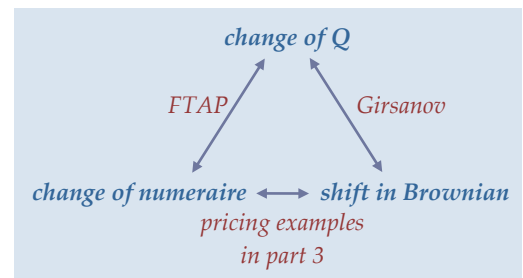 change of Q
FTAP
Girsanov
change of numeraire
shift in Brownian
pricing examples
in part 3